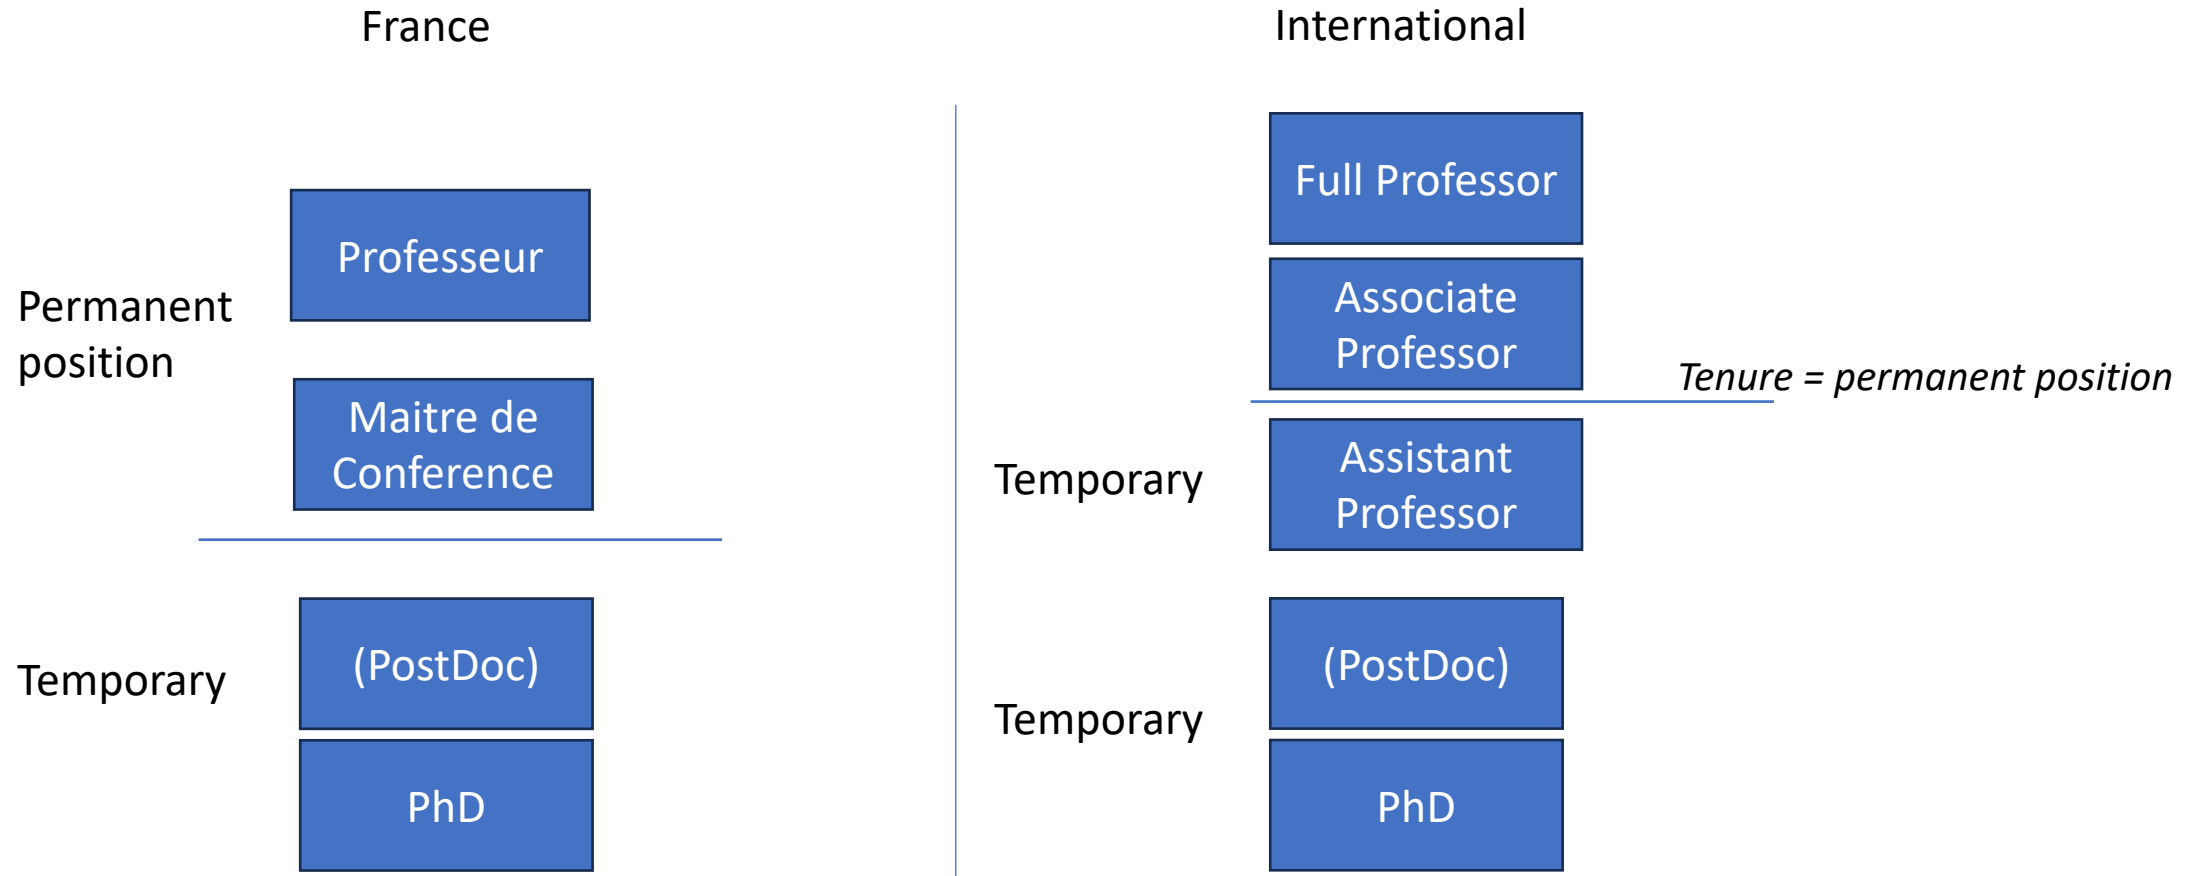 France
Permanent
position
Professeur
Maitre de
Conference
Temporary
(PostDoc)
PhD
International
Full Professor
Associate
Professor
Tenure = permanent position
Temporary
Assistant
Professor
Temporary
(PostDoc)
PhD